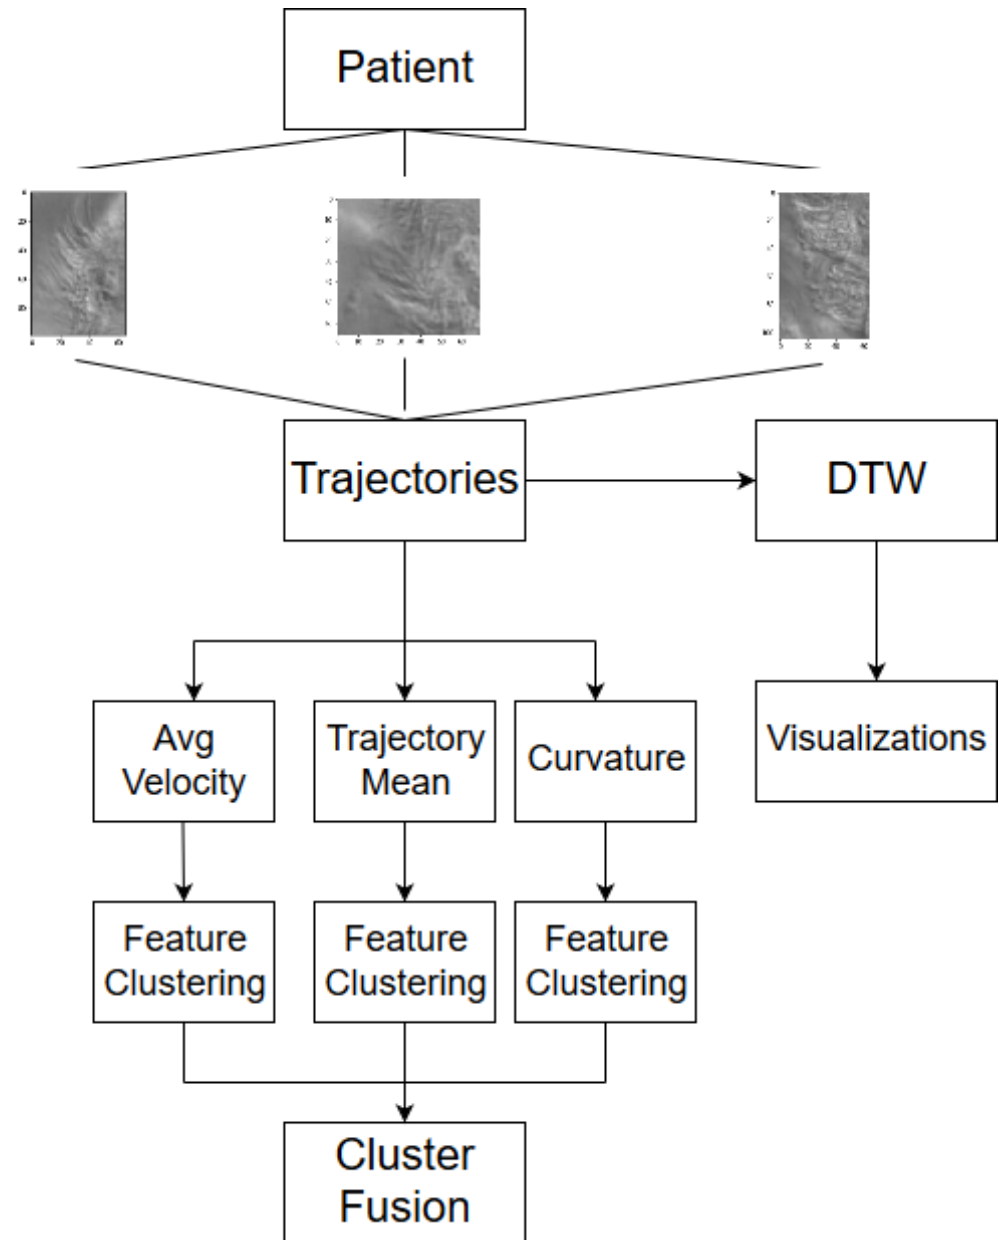 Patient
Trajectories
DTW
Avg
Velocity
Trajectory
Mean
Curvature
Visualizations
Feature
Clustering
Feature
Clustering
Feature
Clustering
Cluster
Fusion